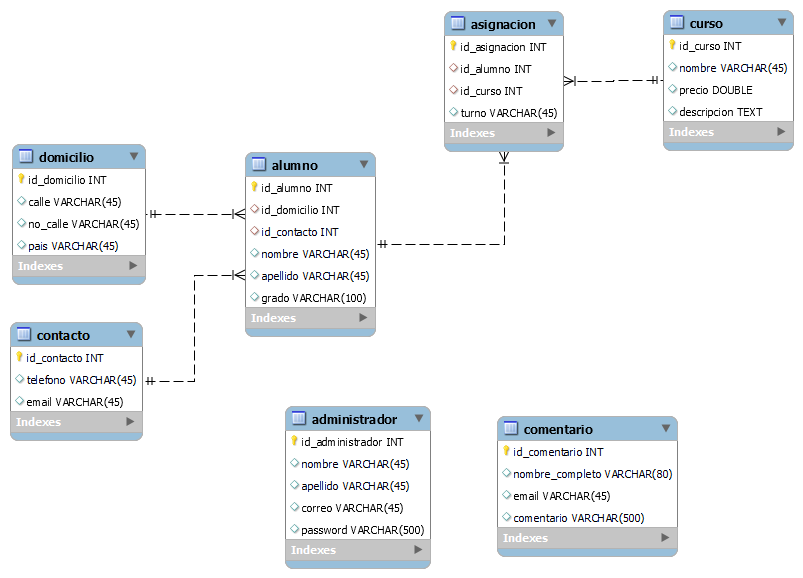 asignacion
id_asignacion INT
id_alumno INT
id_curso INT
turno VARCHAR(45)
Indexes
curso
id_curso INT
nombre VARCHAR(45)
precio DOUBLE
descripcion TEXT
Indexes
domicilio
id_domicilio INT
calle VARCHAR(45)
no_calle VARCHAR(45)
pais VARCHAR(45)
Indexes
alumno
id_alumno INT
id_domicilio INT
id_contacto INT
nombre VARCHAR(45)
apellido VARCHAR(45)
grado VARCHAR(100)
Indexes
contacto
id_contacto INT
telefono VARCHAR(45)
email VARCHAR(45)
Indexes
administrador
id_administrador INT
nombre VARCHAR(45)
apellido VARCHAR(45)
correo VARCHAR(45)
password VARCHAR(500)
Indexes
comentario
id_comentario INT
nombre_completo VARCHAR(80)
email VARCHAR(45)
comentario VARCHAR(500)
Indexes